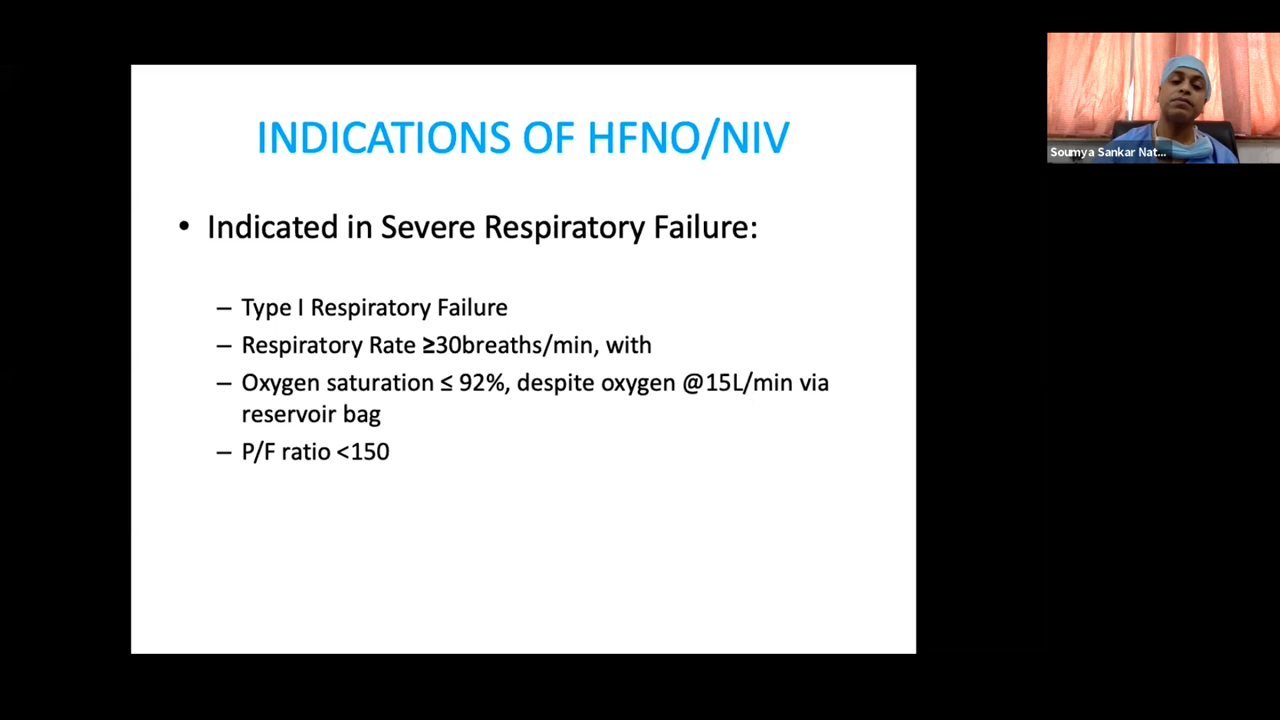 INDICATIONS OF HFNO/NIV
• Indicated in Severe Respiratory Failure:
– Type I Respiratory Failure
– Respiratory Rate ≥30breaths/min, with
– Oxygen saturation ≤ 92%, despite oxygen @15L/min via
reservoir bag
– P/F ratio <150
Soumya Sankar Nat...